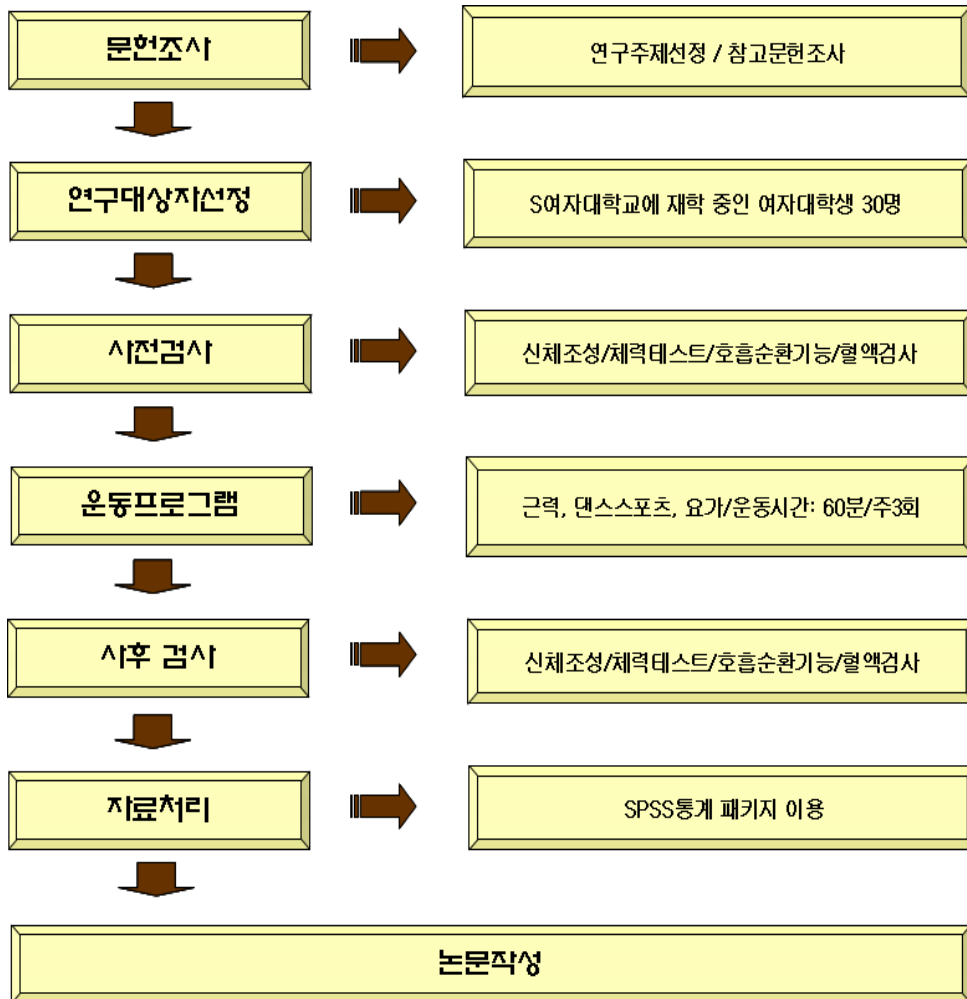 문헌조사
연구주제선정 / 참고문헌조사
연구대상자선정
S여자대학교에 재학 중인 여자대학생 30명
사전검사
신체조성/체력테스트/호흡순환기능/혈액검사
운동프로그램
근력, 댄스스포츠, 요가/운동시간: 60분/주3회
사후 검사
신체조성/체력테스트/호흡순환기능/혈액검사
자료처리
SPSS통계 패키지 이용
논문작성